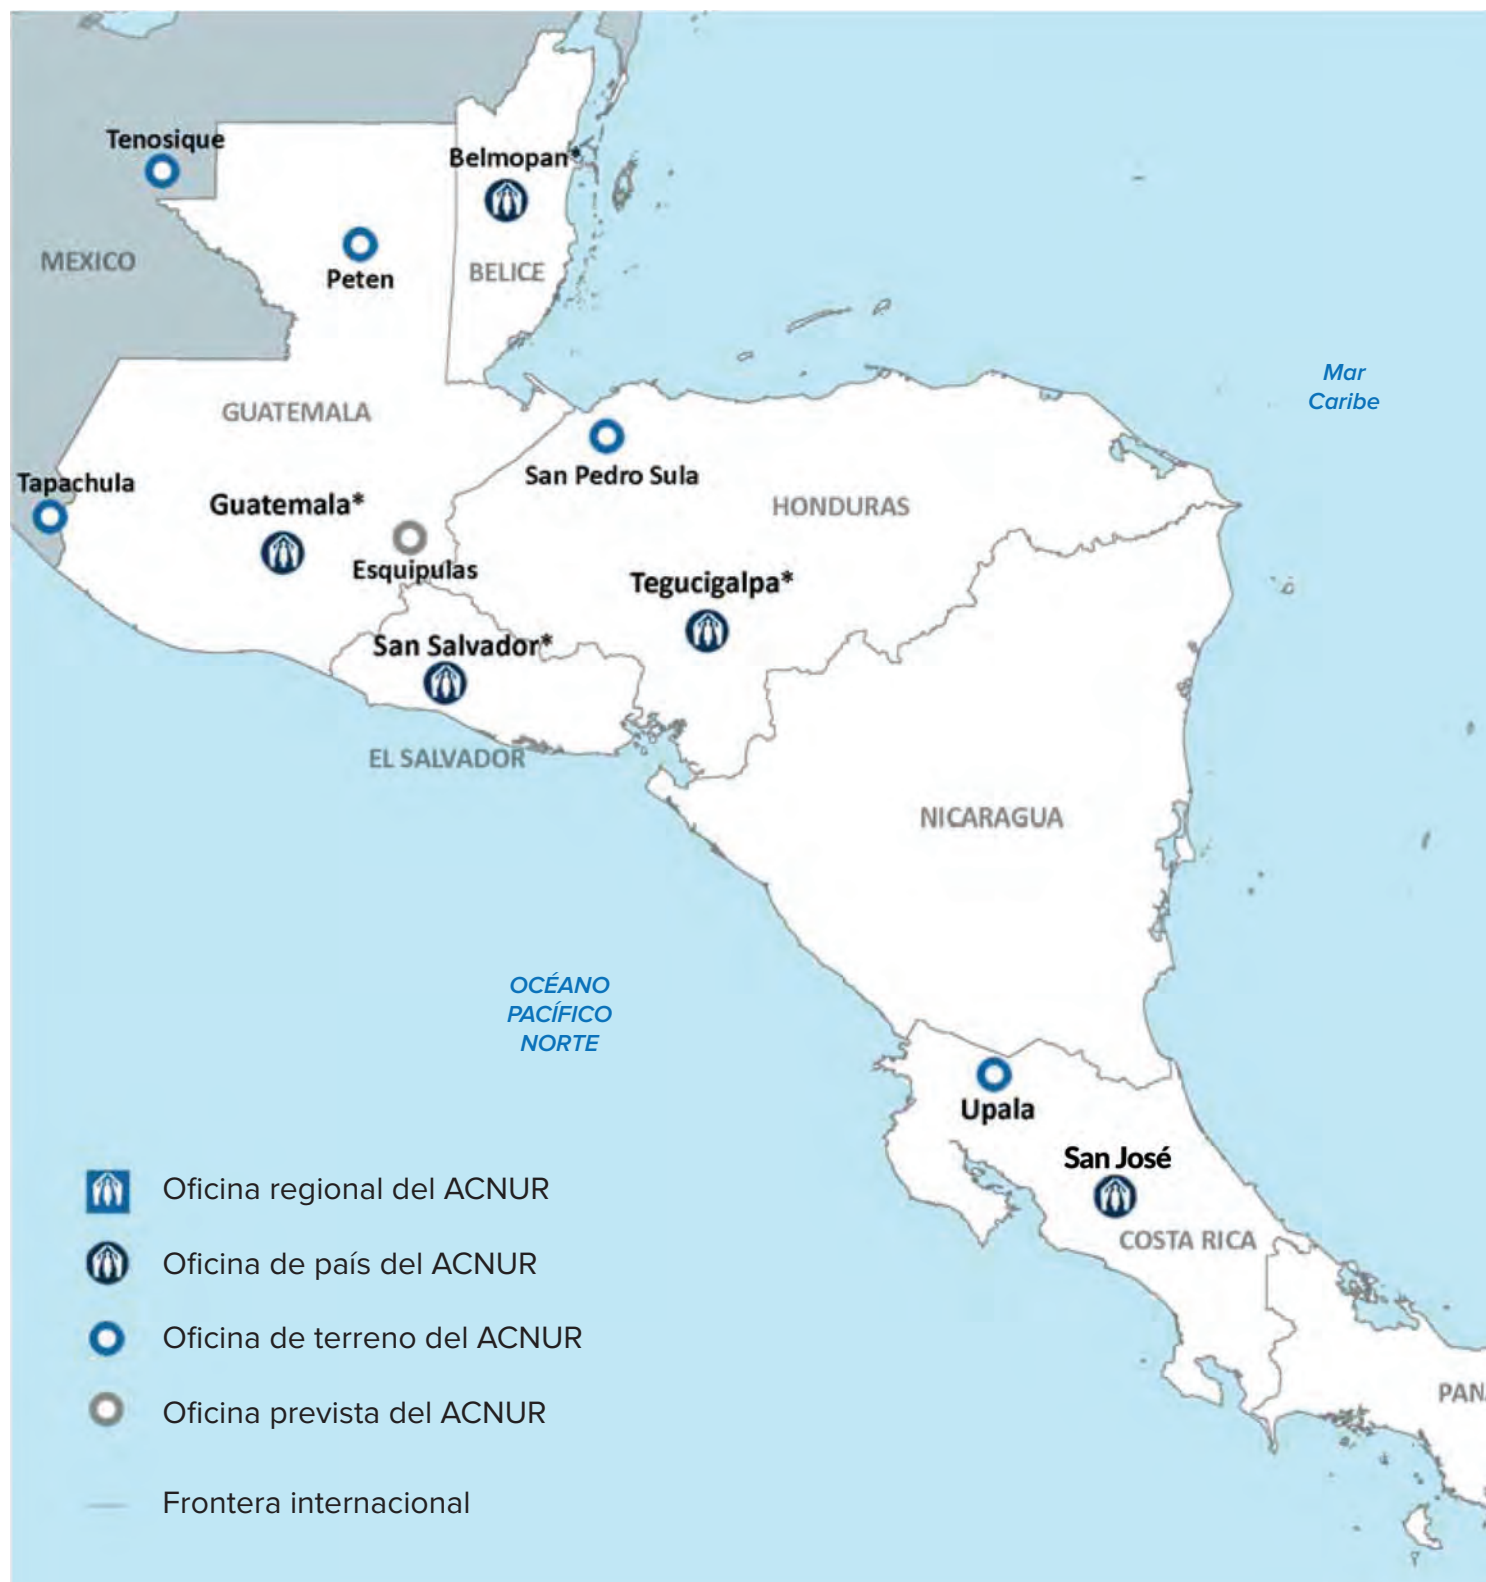 Tenosique
Belmopan*
MEXICO
Peten
BELICE
Mar
Caribe
GUATEMALA
San Pedro Sula
Tapachula
Guatemala*
HONDURAS
Esquipulas
Tegucigalpa*
San Salvador*
EL SALVADOR
NICARAGUA
OCÉANO
PACÍFICO
NORTE
Upala
San José
COSTA RICA
PAN
Oficina regional del ACNUR
Oficina de país del ACNUR
Oficina de terreno del ACNUR
Oficina prevista del ACNUR
Frontera internacional